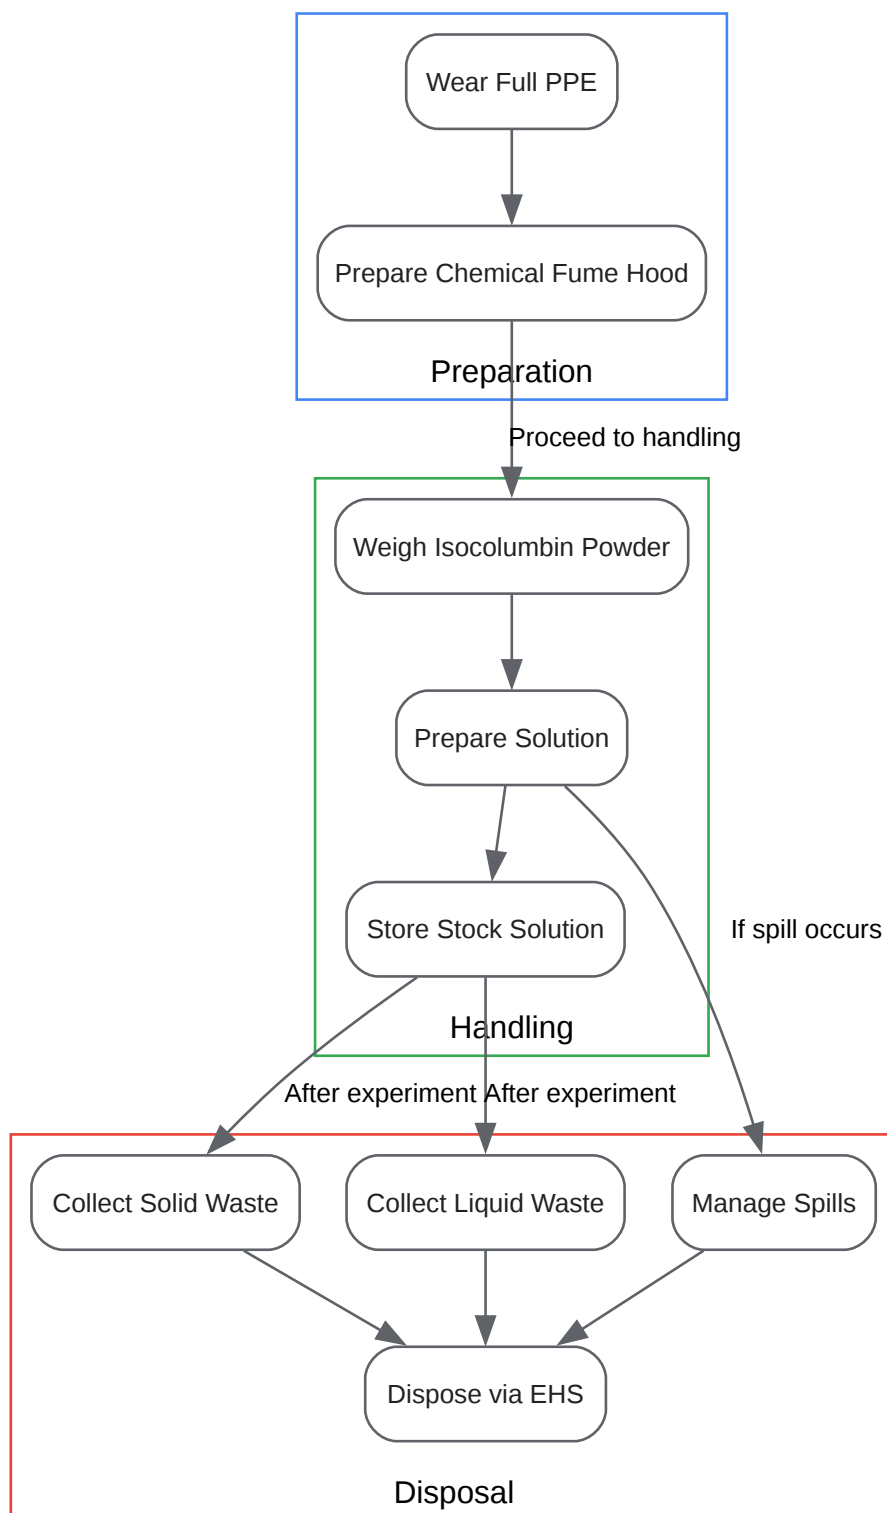 Wear Full PPE
Prepare Chemical Fume Hood
Preparation
Proceed to handling
Weigh Isocolumbin Powder
Prepare Solution
Store Stock Solution
If spill occurs
Handling
After experiment
After experiment
Collect Solid Waste
Collect Liquid Waste
Manage Spills
Dispose via EHS
Disposal